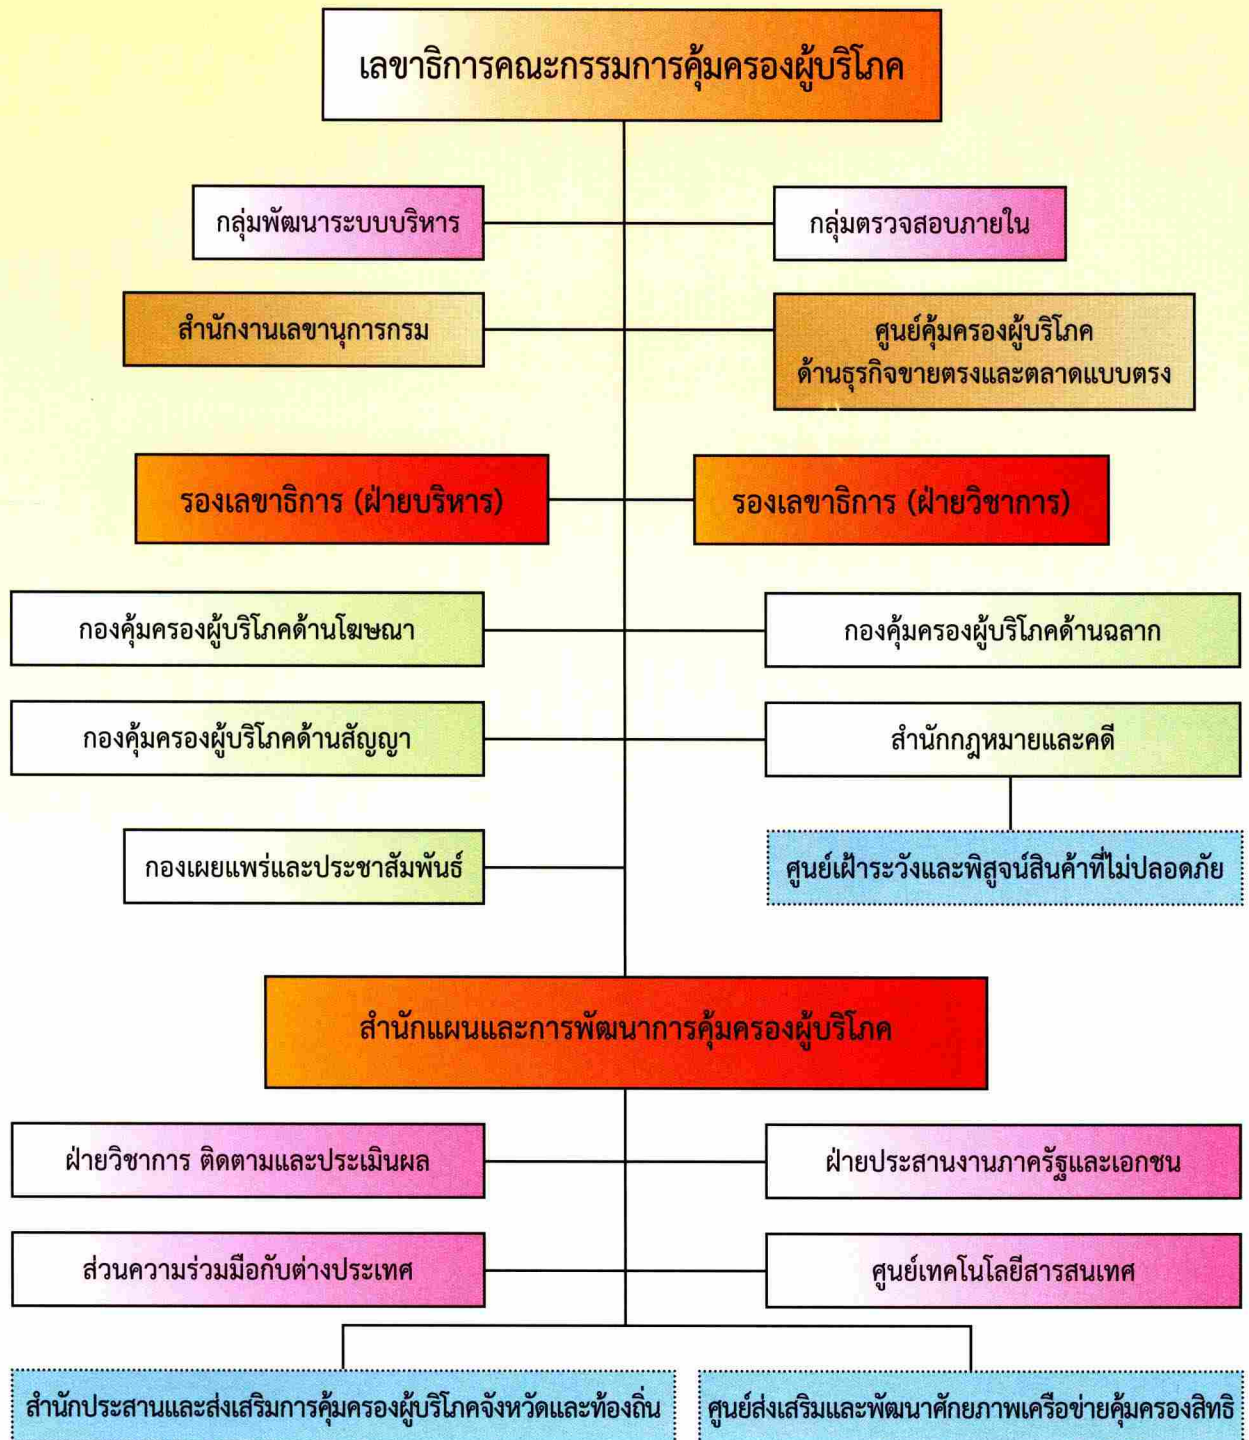 เลขาธิการคณะกรรมการคุ้มครองผู้บริโภค
กลุ่มพัฒนาระบบบริหาร
กลุ่มตรวจสอบภายใน
สำนักงานเลขานุการกรม
ศูนย์คุ้มครองผู้บริโภค
ด้านธุรกิจขายตรงและตลาดแบบตรง
รองเลขาธิการ (ฝ่ายบริหาร)
รองเลขาธิการ (ฝ่ายวิชาการ)
กองคุ้มครองผู้บริโภคด้านโฆษณา
กองคุ้มครองผู้บริโภคด้านฉลาก
กองคุ้มครองผู้บริโภคด้านสัญญา
สำนักกฎหมายและคดี
กองเผยแพร่และประชาสัมพันธ์
ศูนย์เฝ้าระวังและพิสูจน์สินค้าที่ไม่ปลอดภัย
สำนักแผนและการพัฒนาการคุ้มครองผู้บริโภค
ฝ่ายวิชาการ ติดตามและประเมินผล
ฝ่ายประสานงานภาครัฐและเอกชน
ส่วนความร่วมมือกับต่างประเทศ
ศูนย์เทคโนโลยีสารสนเทศ
สำนักประสานและส่งเสริมการคุ้มครองผู้บริโภคจังหวัดและท้องถิ่น
ศูนย์ส่งเสริมและพัฒนาศักยภาพเครือข่ายคุ้มครองสิทธิ